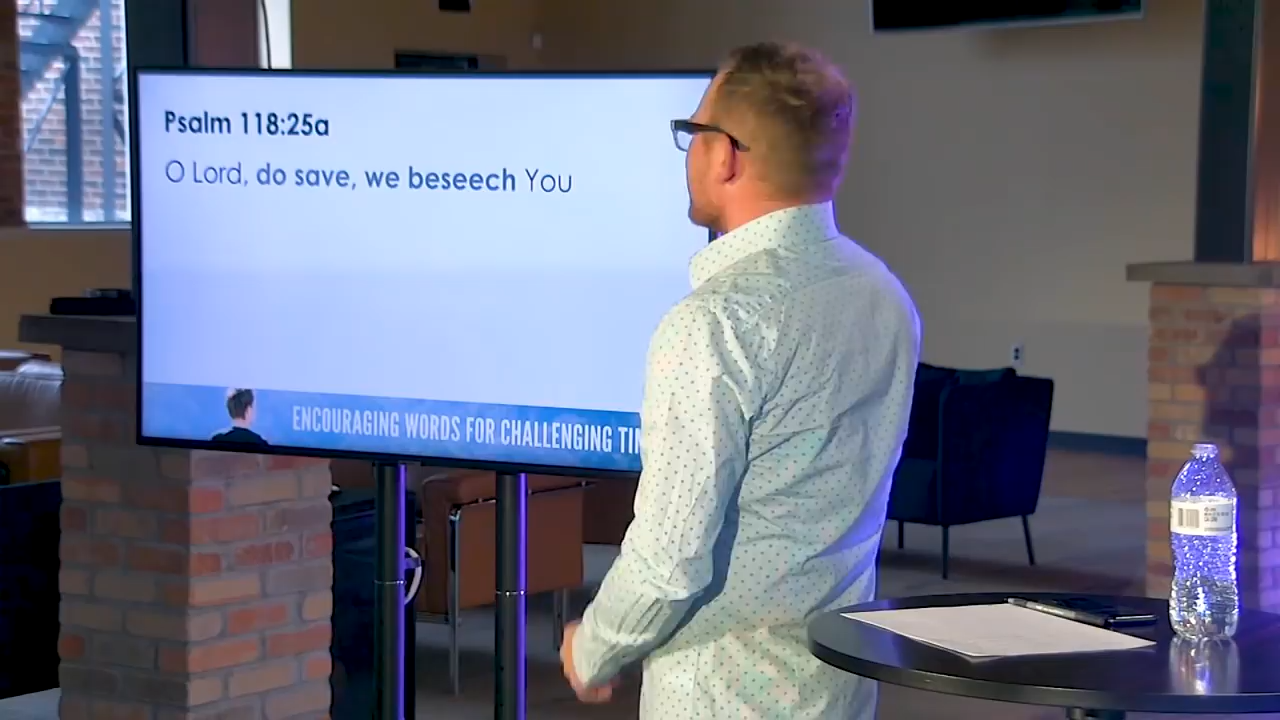 Psalm 118:25a
O Lord, do save, we beseech You
ENCOURAGING WORDS FOR CHALLENGING